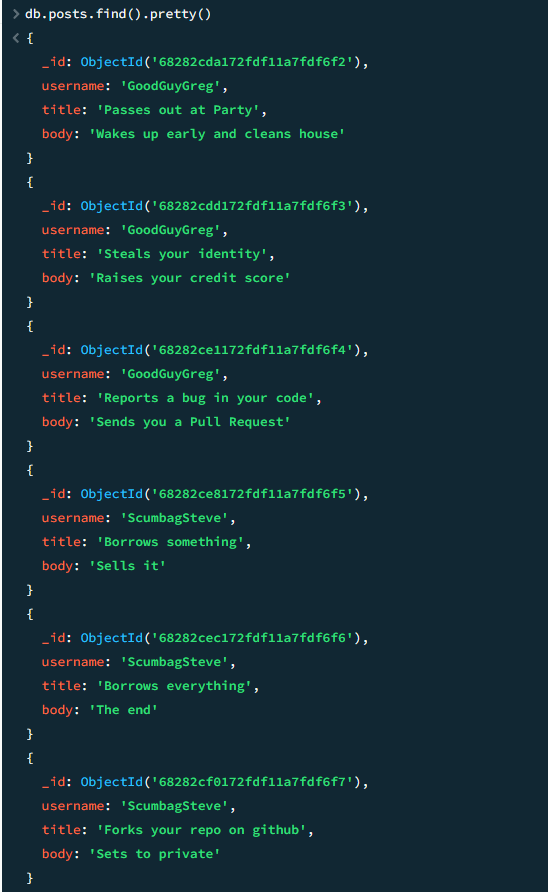 > db.posts.find().pretty()
< {
_id: ObjectId('68282cda172fdf11a7fdf6f2'),
username: 'GoodGuyGreg',
title: 'Passes out at Party',
body: 'Wakes up early and cleans house'
}
{
_id: ObjectId('68282cdd172fdf11a7fdf6f3'),
username: 'GoodGuyGreg',
title: 'Steals your identity',
body: 'Raises your credit score'
}
{
_id: ObjectId('68282ce1172fdf11a7fdf6f4'),
username: 'GoodGuyGreg',
title: 'Reports a bug in your code',
body: 'Sends you a Pull Request'
}
{
_id: ObjectId('68282ce8172fdf11a7fdf6f5'),
username: 'ScumbagSteve',
title: 'Borrows something',
body: 'Sells it'
}
{
_id: ObjectId('68282cec172fdf11a7fdf6f6'),
username: 'ScumbagSteve',
title: 'Borrows everything',
body: 'The end'
}
{
_id: ObjectId('68282cf0172fdf11a7fdf6f7'),
username: 'ScumbagSteve',
title: 'Forks your repo on github',
body: 'Sets to private'
}